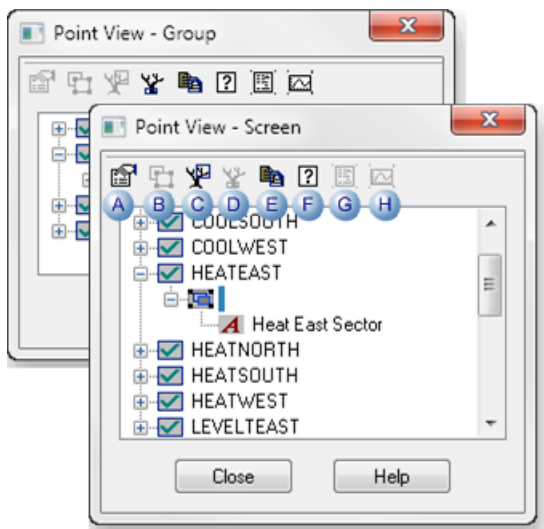 Point View - Group
Point View - Screen
A B C D E F G H
COOLSOUTH
COOLWEST
HEATEAST
A Heat East Sector
HEATNORTH
HEATSOUTH
HEATWEST
LEVELTEAST
Close Help